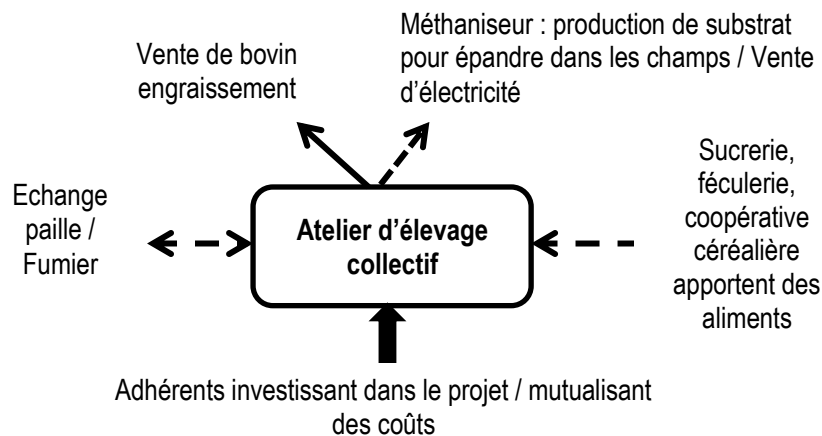 Vente de bovin
engraissement
Méthaniseur : production de substrat
pour épandre dans les champs / Vente
d’électricité
Echange
paille /
Fumier
Atelier d’élevage
collectif
Sucrerie,
féculerie,
coopérative
céréalière
apportent des
aliments
Adhérents investissant dans le projet / mutualisant
des coûts